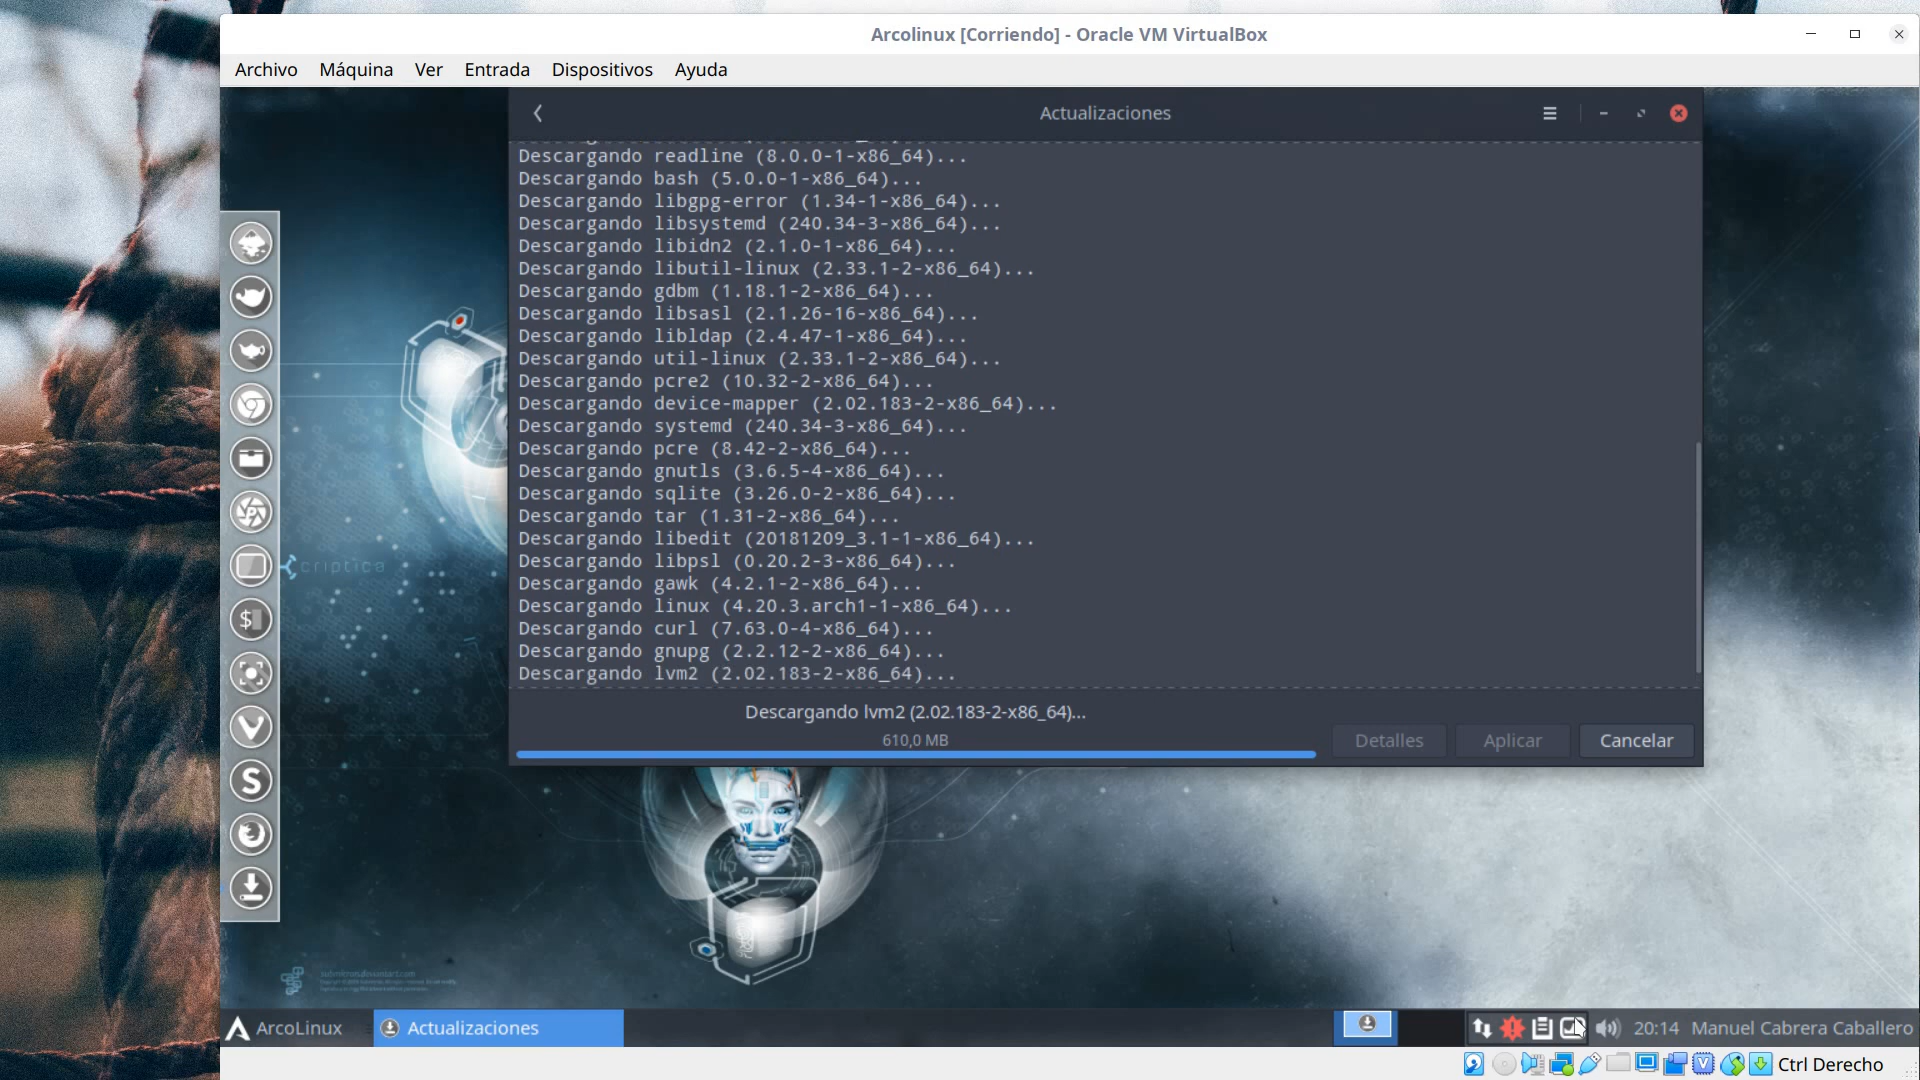 Arcolinux [Corriendo] - Oracle VM VirtualBox
Archivo Máquina Ver Entrada Dispositivos Ayuda
Actualizaciones
Descargando readline (8.0.0-1-x86_64)...
Descargando bash (5.0.0-1-x86_64)...
Descargando libgpg-error (1.34-1-x86_64)...
Descargando libsystemd (240.34-3-x86_64)...
Descargando libidn2 (2.1.0-1-x86_64)...
Descargando libutil-linux (2.33.1-2-x86_64)...
Descargando gdbm (1.18.1-2-x86_64)...
Descargando libsasl (2.1.26-16-x86_64)...
Descargando libldap (2.4.47-1-x86_64)...
Descargando util-linux (2.33.1-2-x86_64)...
Descargando pcre2 (10.32-2-x86_64)...
Descargando device-mapper (2.02.183-2-x86_64)...
Descargando systemd (240.34-3-x86_64)...
Descargando pcre (8.42-2-x86_64)...
Descargando gnutls (3.6.5-4-x86_64)...
Descargando sqlite (3.26.0-2-x86_64)...
Descargando tar (1.31-2-x86_64)...
Descargando libedit (20181209_3.1-1-x86_64)...
Descargando libpsl (0.20.2-3-x86_64)...
Descargando gawk (4.2.1-2-x86_64)...
Descargando linux (4.20.3.arch1-1-x86_64)...
Descargando curl (7.63.0-4-x86_64)...
Descargando gnupg (2.2.12-2-x86_64)...
Descargando lvm2 (2.02.183-2-x86_64)...
Descargando lvm2 (2.02.183-2-x86_64)...
610,0 MB
Detalles Aplicar Cancelar
criptica
ArcoLinux Actualizaciones 20:14 Manuel Cabrera Caballero
Ctrl Derecho